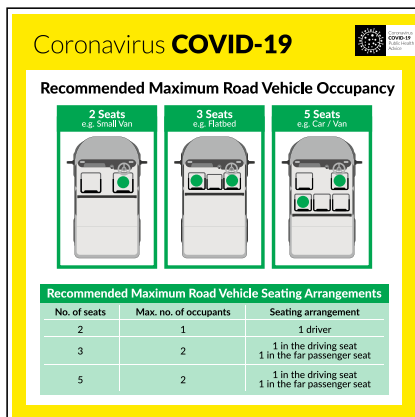 Coronavirus COVID-19
Coronavirus
COVID-19
Public Health
Advice
Recommended Maximum Road Vehicle Occupancy
2 Seats
e.g. Small Van
3 Seats
e.g. Flatbed
5 Seats
e.g. Car / Van
Recommended Maximum Road Vehicle Seating Arrangements
No. of seats Max. no. of occupants Seating arrangement
2 1 1 driver
3 2 1 in the driving seat
1 in the far passenger seat
5 2 1 in the driving seat
1 in the far passenger seat